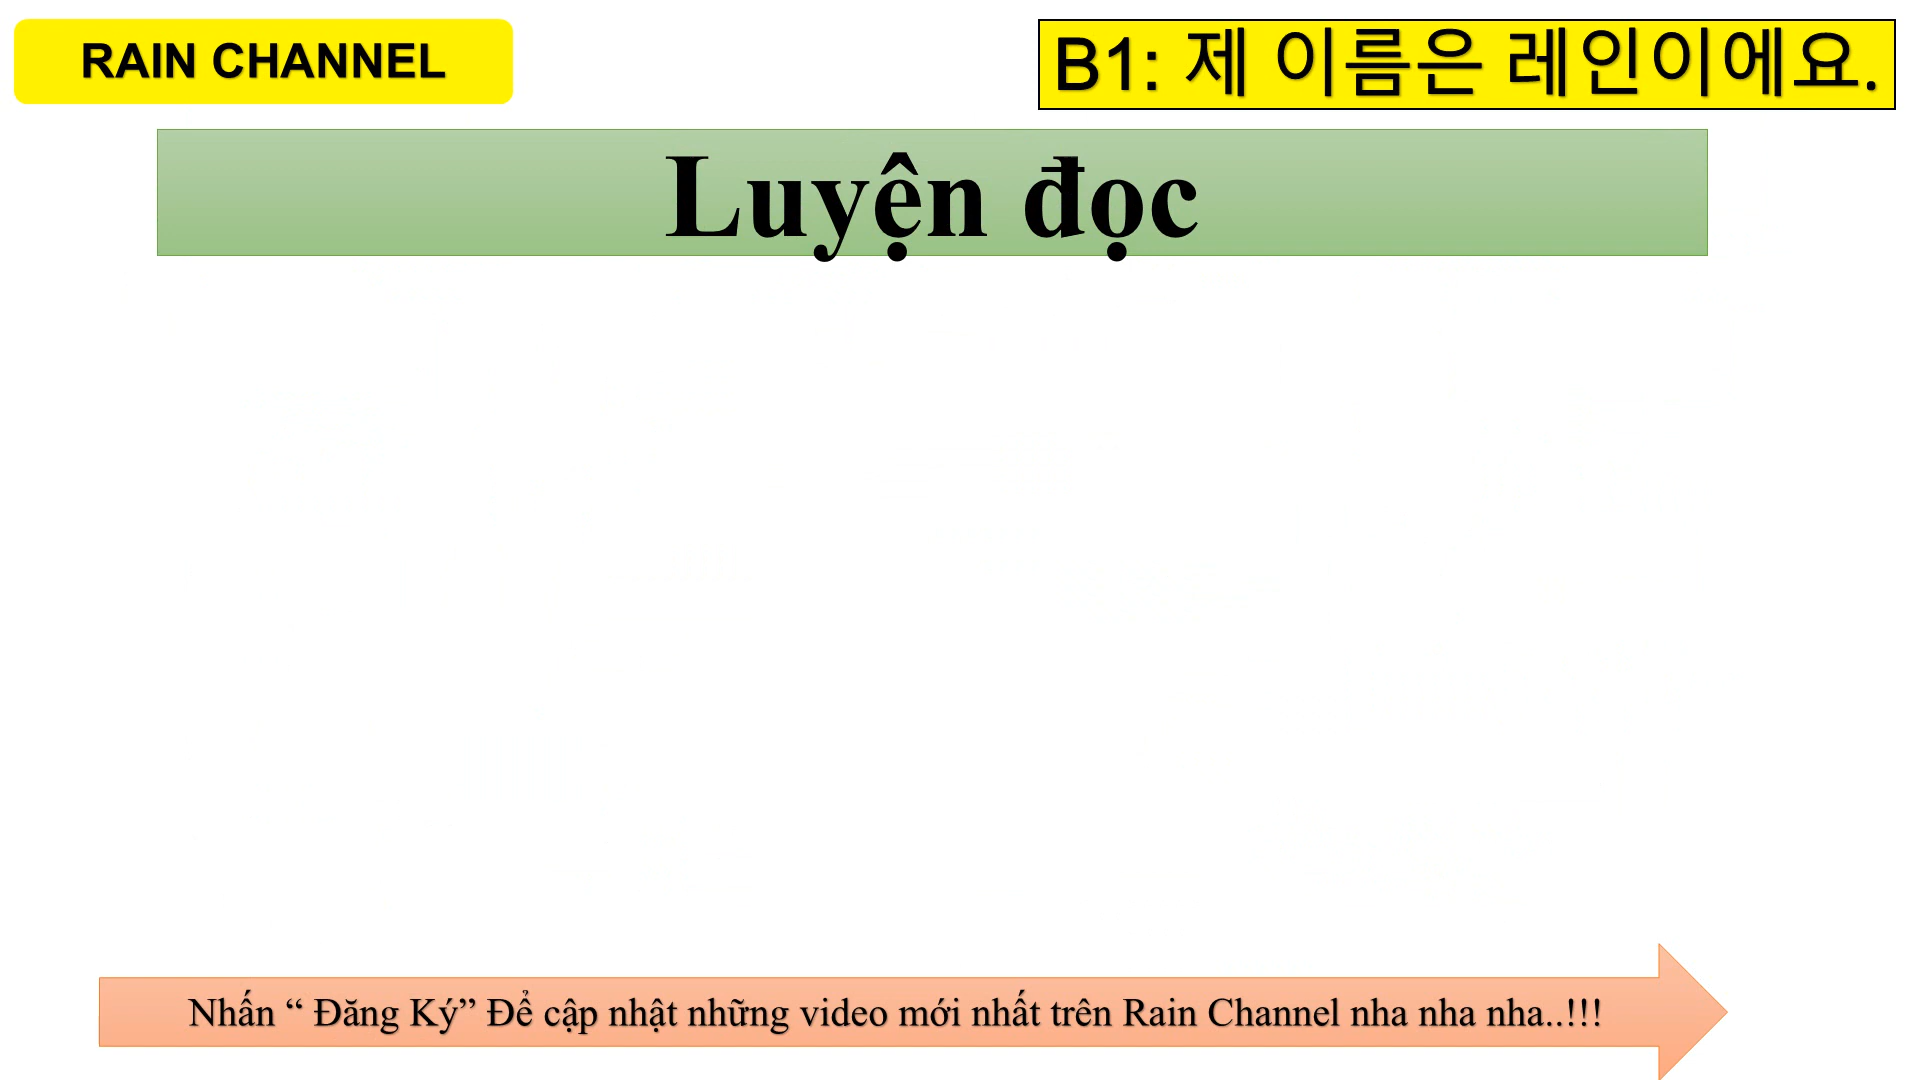 RAIN CHANNEL
B1: 제 이름은 레인이에요.
Luyện đọc
Nhấn “ Đăng Ký” Để cập nhật những video mới nhất trên Rain Channel nha nha nha..!!!